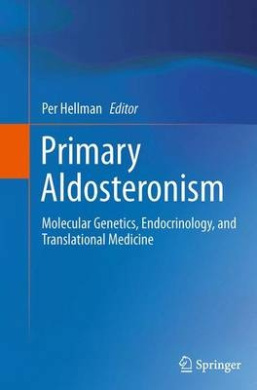 Per Hellman Editor
Primary
Aldosteronism
Molecular Genetics, Endocrinology, and
Translational Medicine
Springer